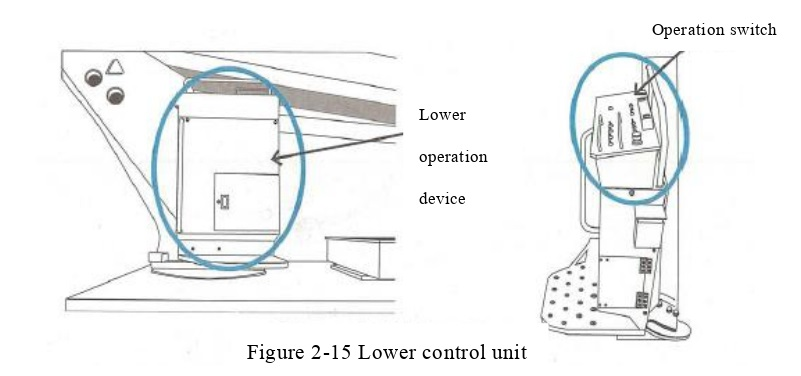 Operation switch
Lower
operation
device
Figure 2-15 Lower control unit